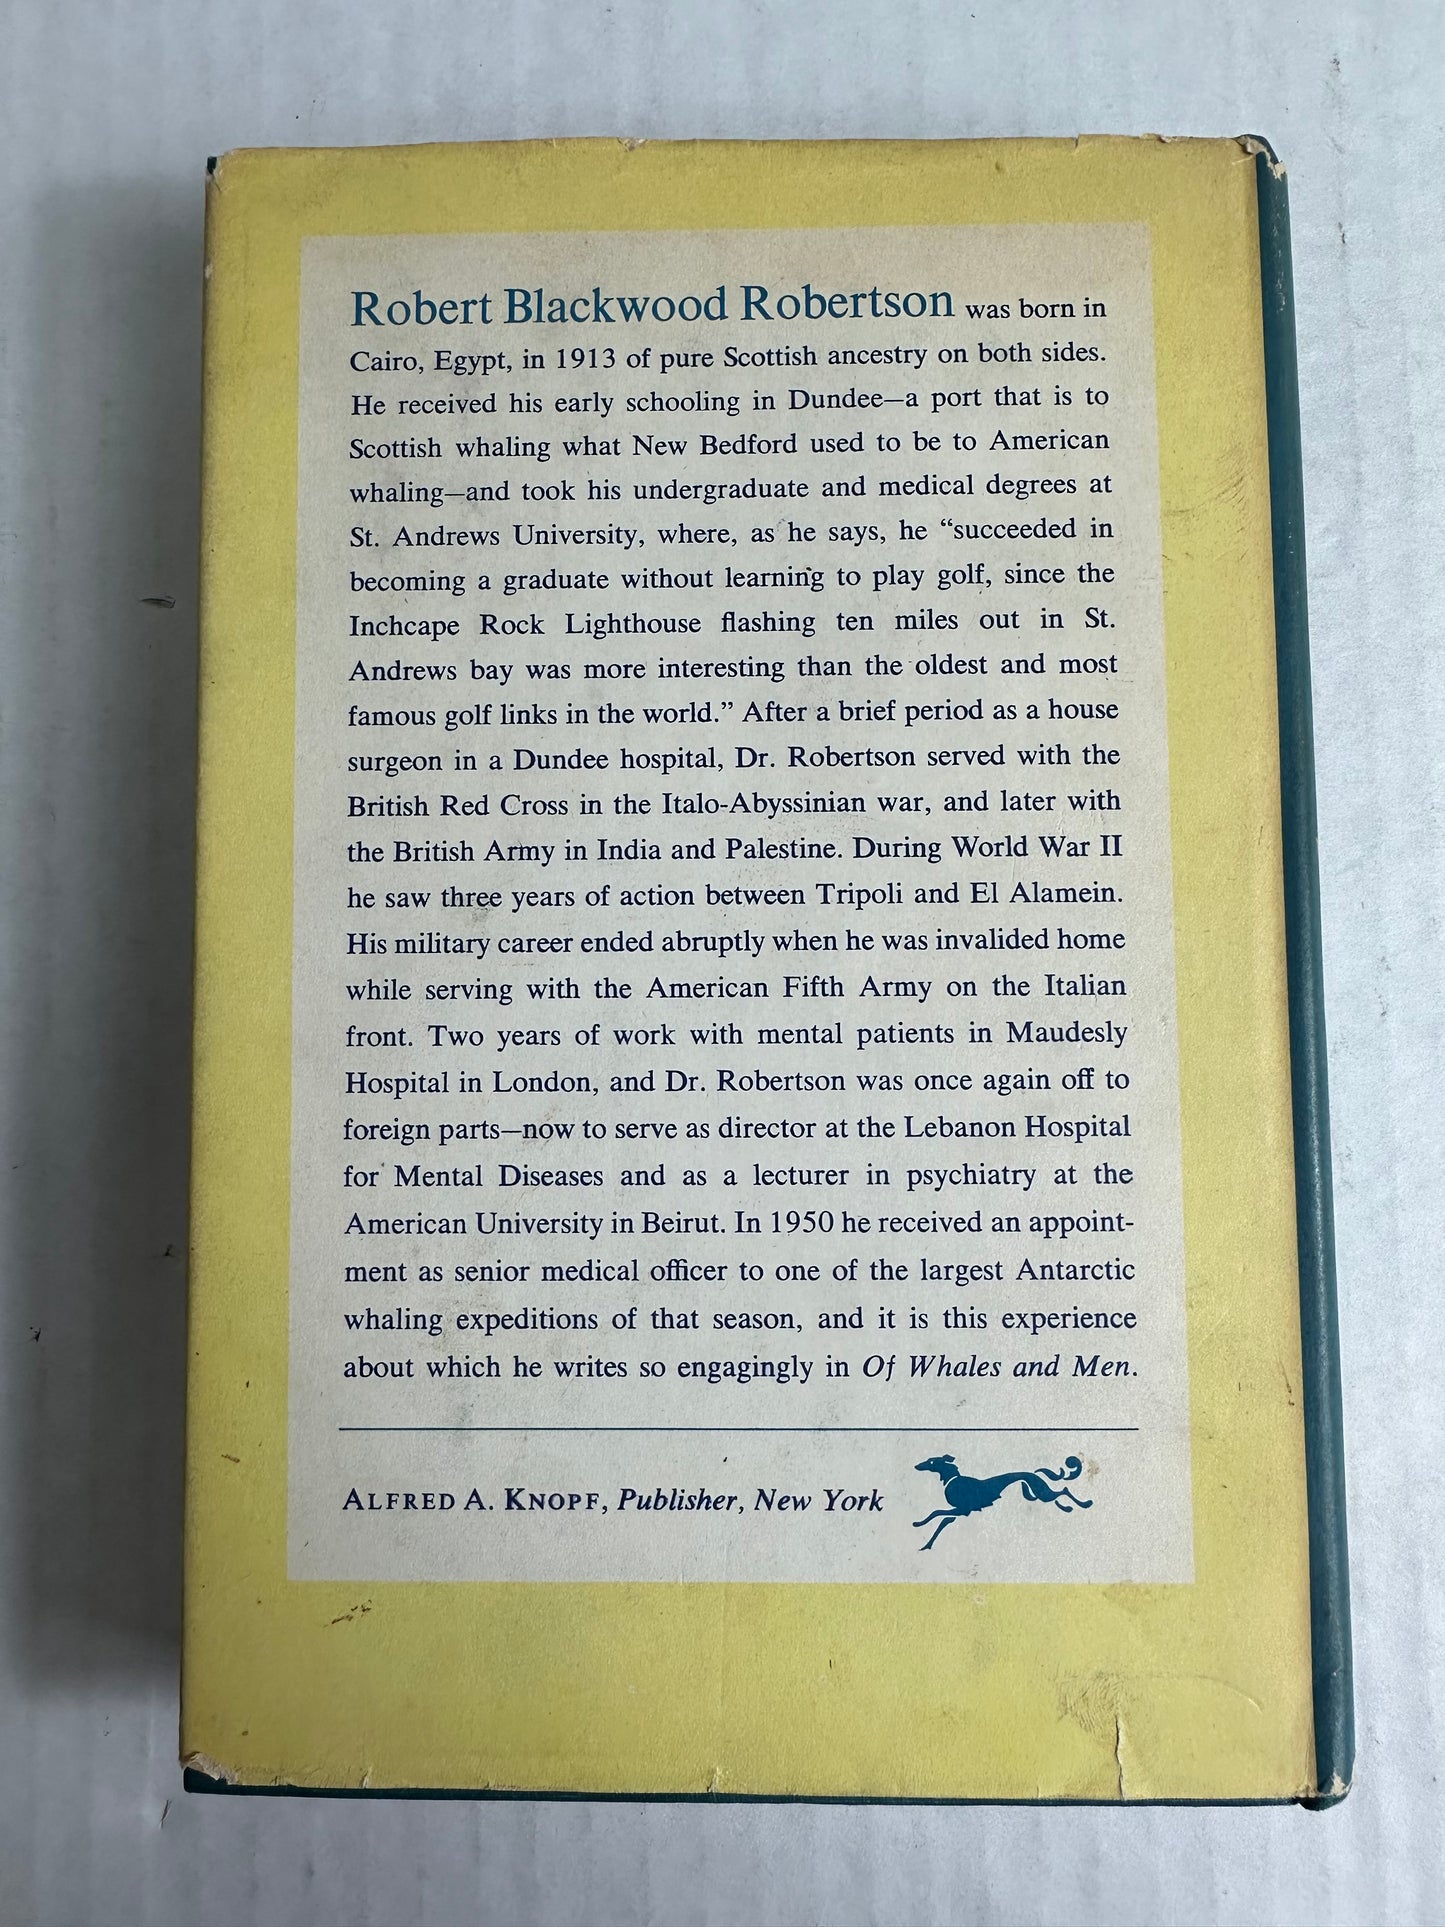 Robert Blackwood Robertson was born in
Cairo, Egypt, in 1913 of pure Scottish ancestry on both sides.
He received his early schooling in Dundee—a port that is to
Scottish whaling what New Bedford used to be to American
whaling—and took his undergraduate and medical degrees at
St. Andrews University, where, as he says, he “succeeded in
becoming a graduate without learning to play golf, since the
Inchcape Rock Lighthouse flashing ten miles out in St.
Andrews bay was more interesting than the oldest and most
famous golf links in the world.” After a brief period as a house
surgeon in a Dundee hospital, Dr. Robertson served with the
British Red Cross in the Italo-Abyssinian war, and later with
the British Army in India and Palestine. During World War II
he saw three years of action between Tripoli and El Alamein.
His military career ended abruptly when he was invalided home
while serving with the American Fifth Army on the Italian
front. Two years of work with mental patients in Maudesly
Hospital in London, and Dr. Robertson was once again off to
foreign parts—now to serve as director at the Lebanon Hospital
for Mental Diseases and as a lecturer in psychiatry at the
American University in Beirut. In 1950 he received an appoint-
ment as senior medical officer to one of the largest Antarctic
whaling expeditions of that season, and it is this experience
about which he writes so engagingly in Of Whales and Men.
ALFRED A. KNOPF, Publisher, New York